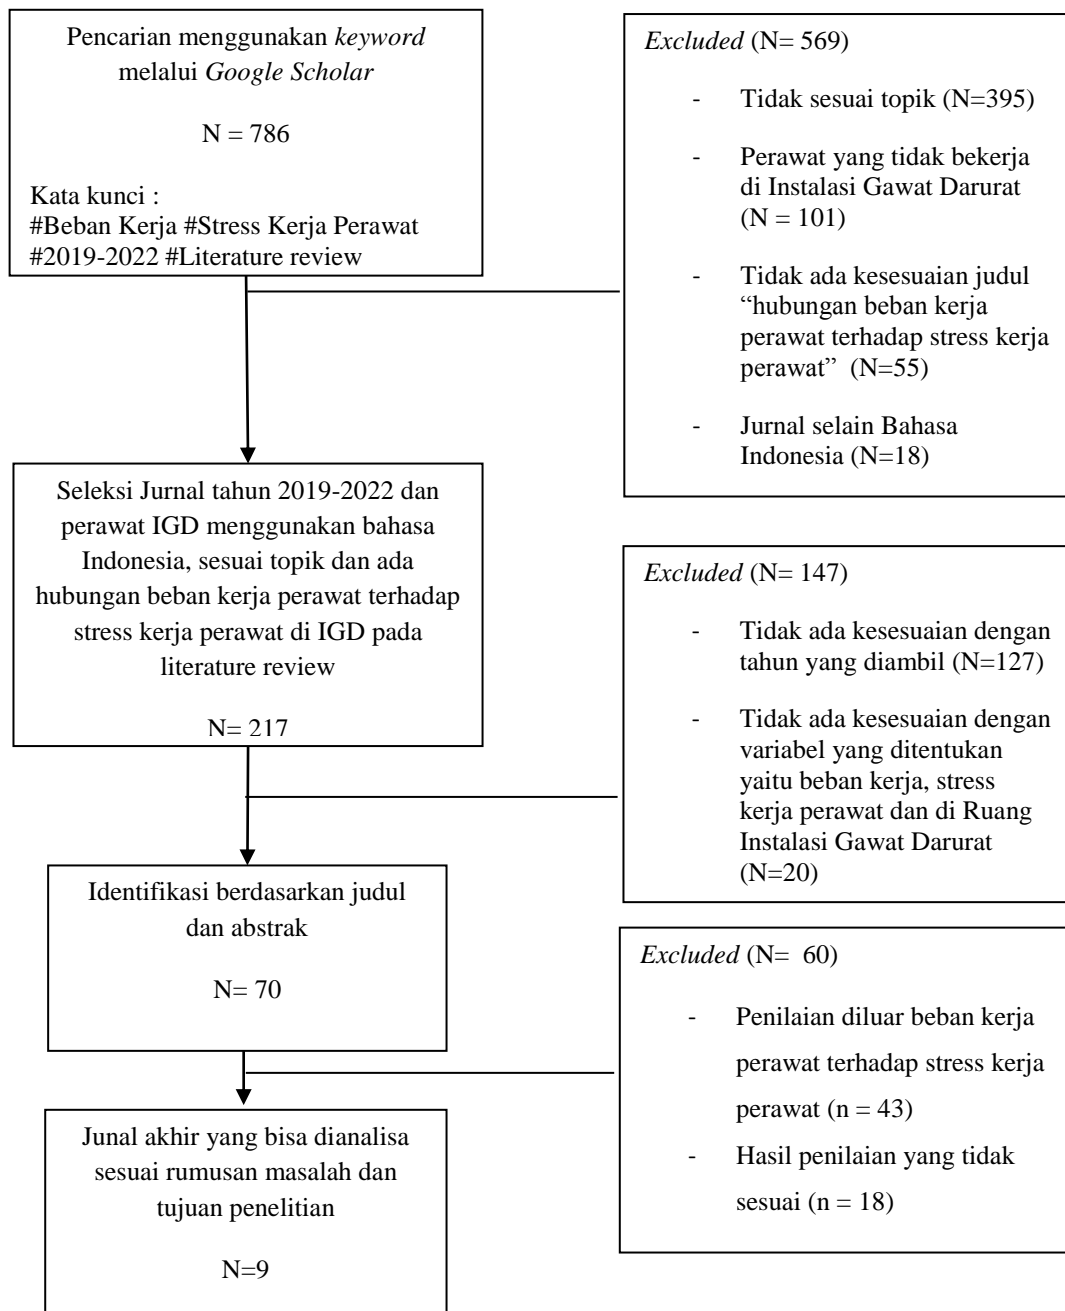 Pencarian menggunakan keyword
melalui Google Scholar
N = 786
Kata kunci :
#Beban Kerja #Stress Kerja Perawat
#2019-2022 #Literature review
Excluded (N= 569)
- Tidak sesuai topik (N=395)
- Perawat yang tidak bekerja
di Instalasi Gawat Darurat
(N = 101)
- Tidak ada kesesuaian judul
“hubungan beban kerja
perawat terhadap stress kerja
perawat” (N=55)
- Jurnal selain Bahasa
Indonesia (N=18)
Seleksi Jurnal tahun 2019-2022 dan
perawat IGD menggunakan bahasa
Indonesia, sesuai topik dan ada
hubungan beban kerja perawat terhadap
stress kerja perawat di IGD pada
literature review
N= 217
Excluded (N= 147)
- Tidak ada kesesuaian dengan
tahun yang diambil (N=127)
- Tidak ada kesesuaian dengan
variabel yang ditentukan
yaitu beban kerja, stress
kerja perawat dan di Ruang
Instalasi Gawat Darurat
(N=20)
Identifikasi berdasarkan judul
dan abstrak
N= 70
Excluded (N= 60)
- Penilaian diluar beban kerja
perawat terhadap stress kerja
perawat (n = 43)
- Hasil penilaian yang tidak
sesuai (n = 18)
Junal akhir yang bisa dianalisa
sesuai rumusan masalah dan
tujuan penelitian
N=9